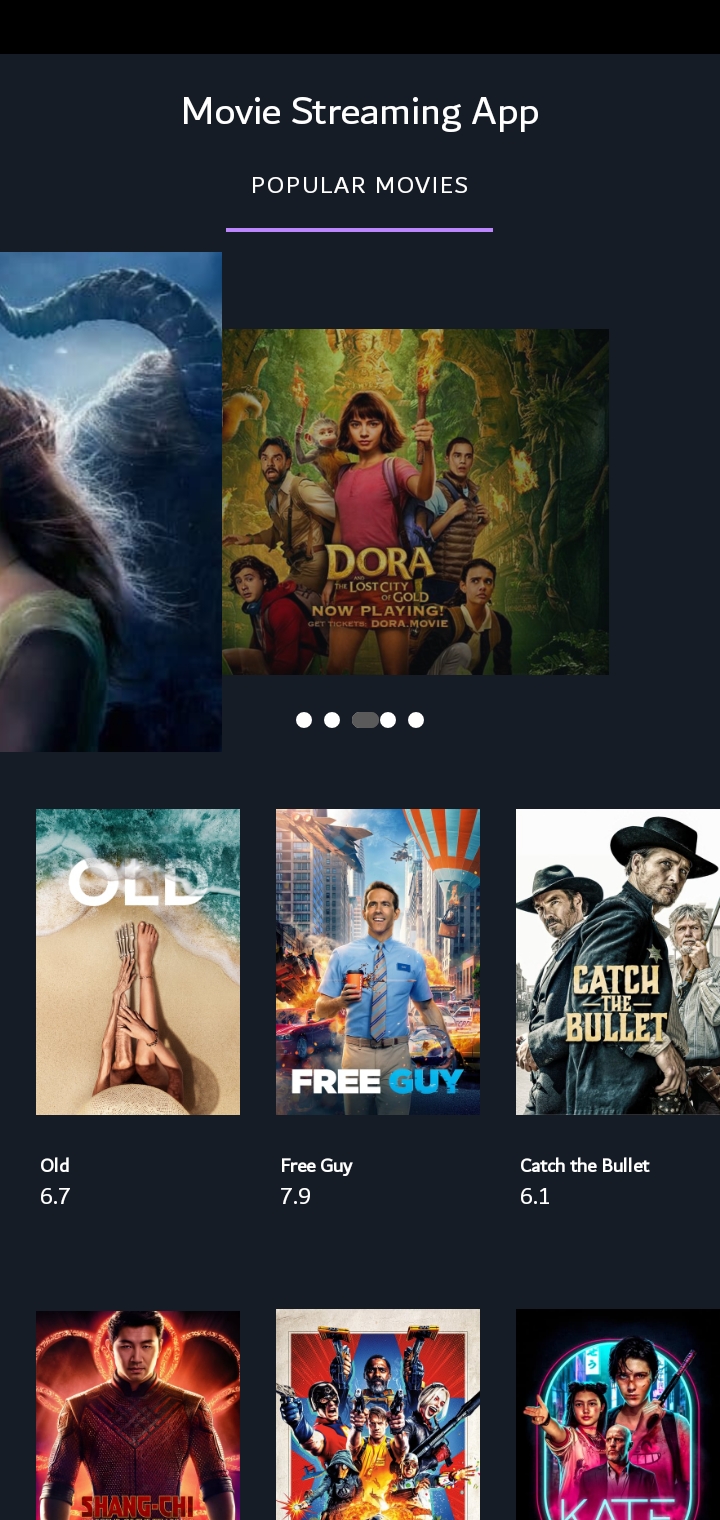 Movie Streaming App
POPULAR MOVIES
DORA
AND
THE LOST CITY
OF GOLD
NOW PLAYING!
GET TICKETS: DORA.MOVIE
OLD
FREE GUY
CATCH
THE
BULLET
Old
6.7
Free Guy
7.9
Catch the Bullet
6.1
SHANG-CHI
KATE